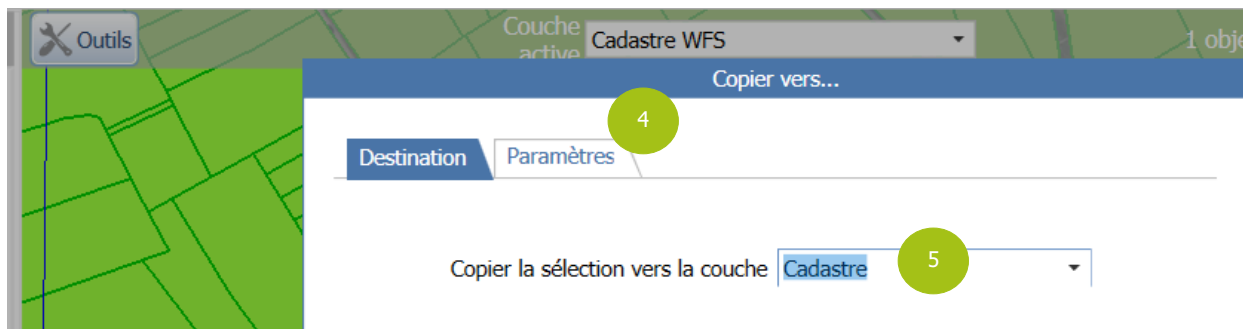 Outils
Couche
active
Cadastre WFS
1 obje
Copier vers...
4
Destination
Paramètres
Copier la sélection vers la couche
Cadastre
5